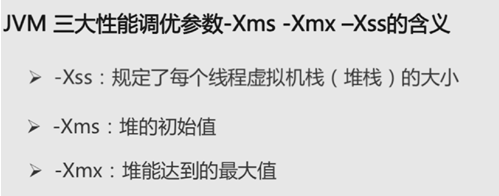 JVM 三大性能调优参数-Xms -Xmx –Xss的含义
➢ -Xss：规定了每个线程虚拟机栈（堆栈）的大小
➢ -Xms：堆的初始值
➢ -Xmx：堆能达到的最大值